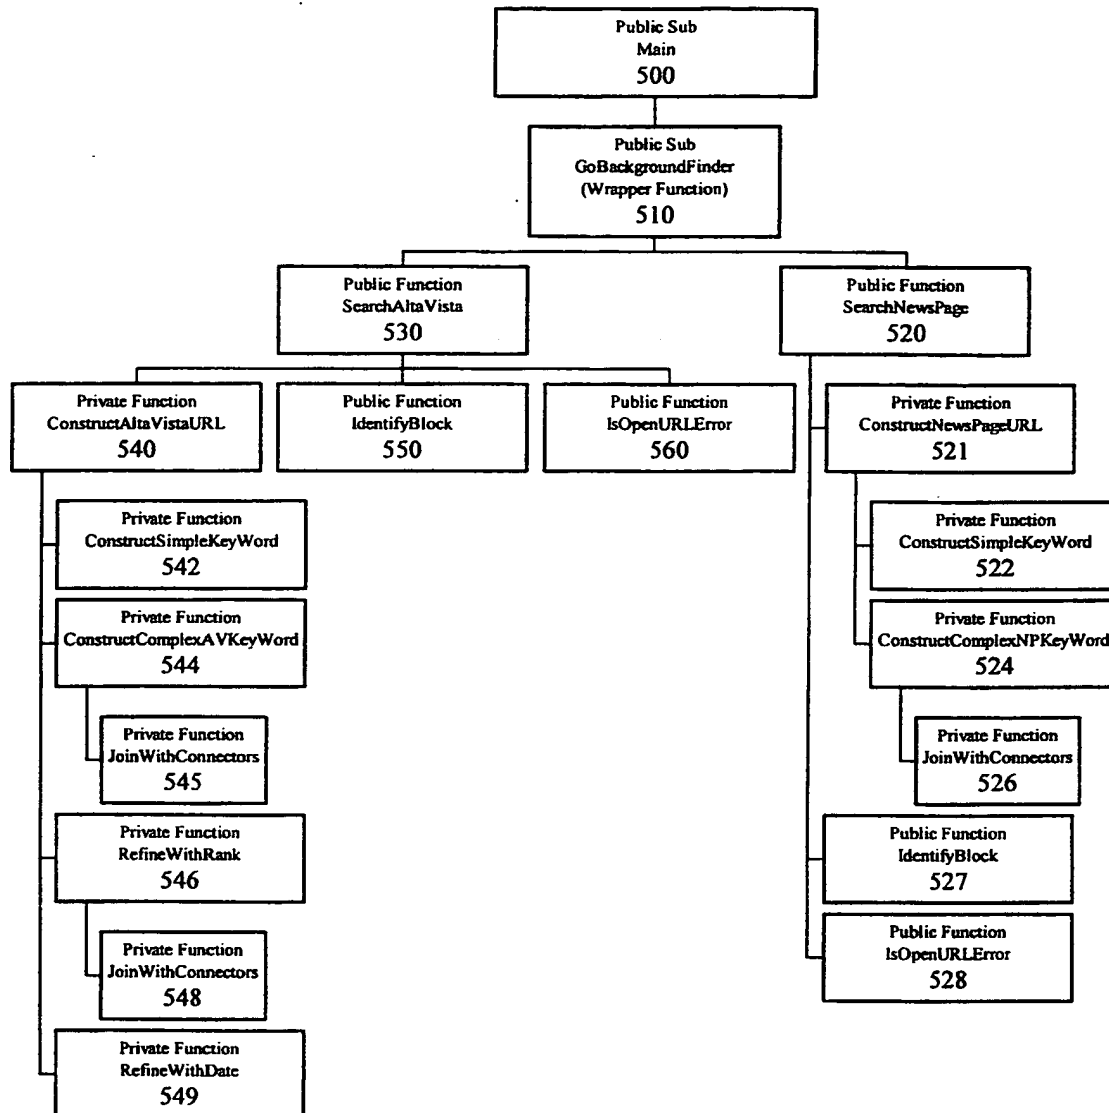 Public Sub
Main
500
Public Sub
GoBackgroundFinder
(Wrapper Function)
510
Public Function
SearchAltaVista
530
Public Function
SearchNewsPage
520
Private Function
ConstructAltaVistaURL
540
Public Function
IdentifyBlock
550
Public Function
IsOpenURLError
560
Private Function
ConstructNewsPageURL
521
Private Function
ConstructSimpleKeyWord
542
Private Function
ConstructSimpleKeyWord
522
Private Function
ConstructComplexAVKeyWord
544
Private Function
ConstructComplexNPKeyWord
524
Private Function
JoinWithConnectors
545
Private Function
JoinWithConnectors
526
Private Function
RefineWithRank
546
Public Function
IdentifyBlock
527
Private Function
JoinWithConnectors
548
Public Function
IsOpenURLError
528
Private Function
RefineWithDate
549